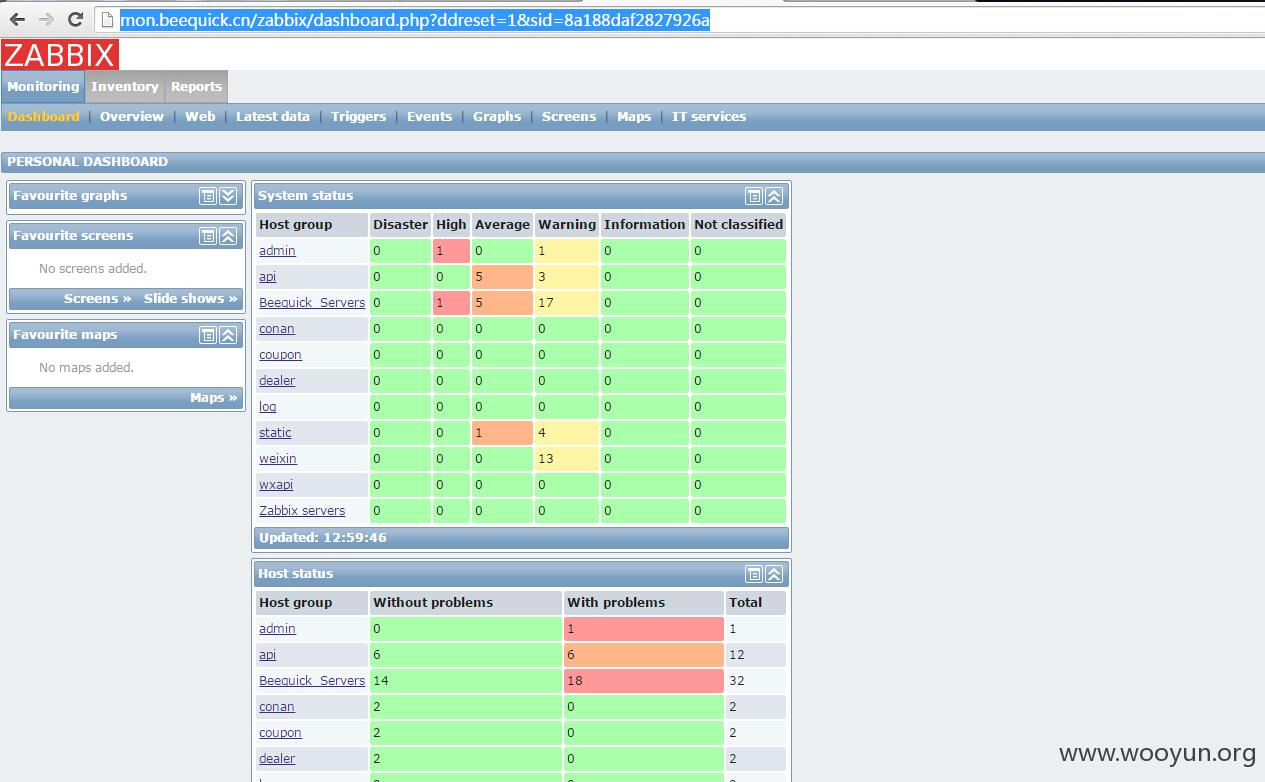 mon.beequick.cn/zabbix/dashboard.php?ddreset=1&sid=8a188daf2827926a
ZABBIX
Monitoring Inventory Reports
Dashboard | Overview | Web | Latest data | Triggers | Events | Graphs | Screens | Maps | IT services
PERSONAL DASHBOARD
Favourite graphs
Favourite screens
No screens added.
Screens » Slide shows »
Favourite maps
No maps added.
Maps »
System status
Host group Disaster High Average Warning Information Not classified
admin 0 1 0 1 0 0
api 0 0 5 3 0 0
Beequick_Servers 0 1 5 17 0 0
conan 0 0 0 0 0 0
coupon 0 0 0 0 0 0
dealer 0 0 0 0 0 0
log 0 0 0 0 0 0
static 0 0 1 4 0 0
weixin 0 0 0 13 0 0
wxapi 0 0 0 0 0 0
Zabbix servers 0 0 0 0 0 0
Updated: 12:59:46
Host status
Host group Without problems With problems Total
admin 0 1 1
api 6 6 12
Beequick_Servers 14 18 32
conan 2 0 2
coupon 2 0 2
dealer 2 0 2
www.wooyun.org